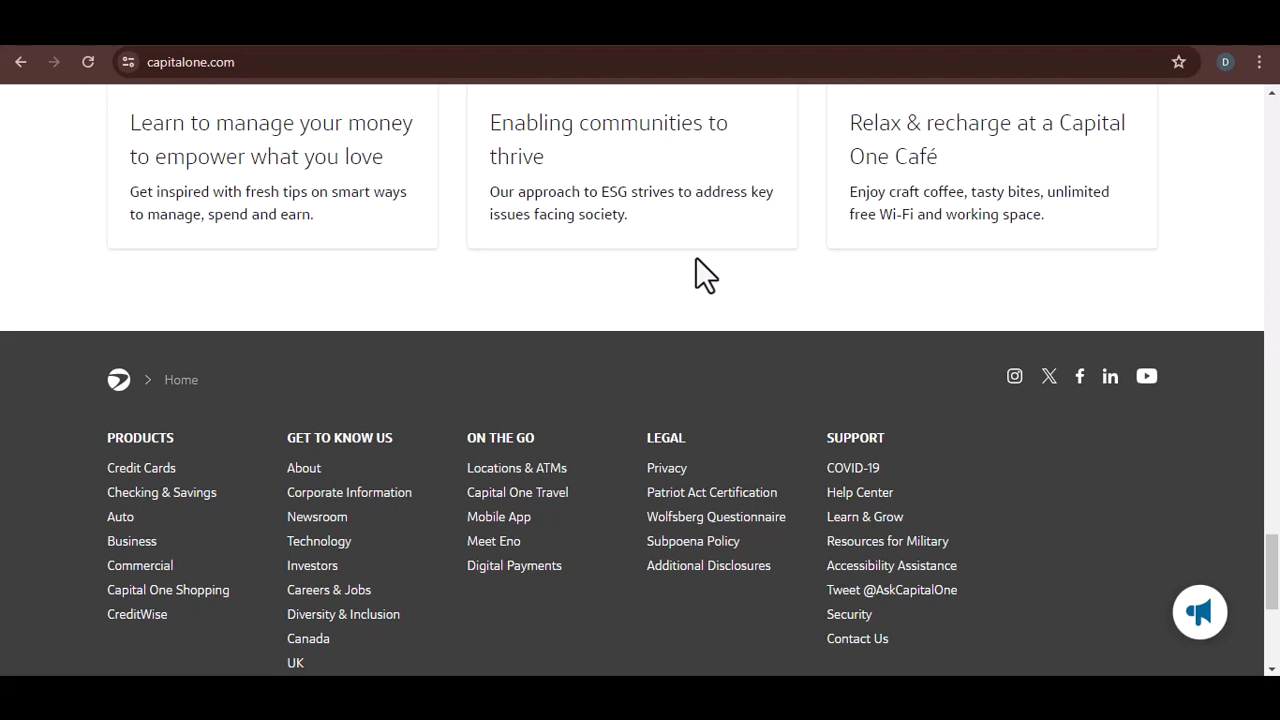 capitalone.com
D
Learn to manage your money
to empower what you love
Get inspired with fresh tips on smart ways
to manage, spend and earn.
Enabling communities to
thrive
Our approach to ESG strives to address key
issues facing society.
Relax & recharge at a Capital
One Café
Enjoy craft coffee, tasty bites, unlimited
free Wi-Fi and working space.
Home
PRODUCTS
Credit Cards
Checking & Savings
Auto
Business
Commercial
Capital One Shopping
CreditWise
GET TO KNOW US
About
Corporate Information
Newsroom
Technology
Investors
Careers & Jobs
Diversity & Inclusion
Canada
UK
ON THE GO
Locations & ATMs
Capital One Travel
Mobile App
Meet Eno
Digital Payments
LEGAL
Privacy
Patriot Act Certification
Wolfsberg Questionnaire
Subpoena Policy
Additional Disclosures
SUPPORT
COVID-19
Help Center
Learn & Grow
Resources for Military
Accessibility Assistance
Tweet @AskCapitalOne
Security
Contact Us